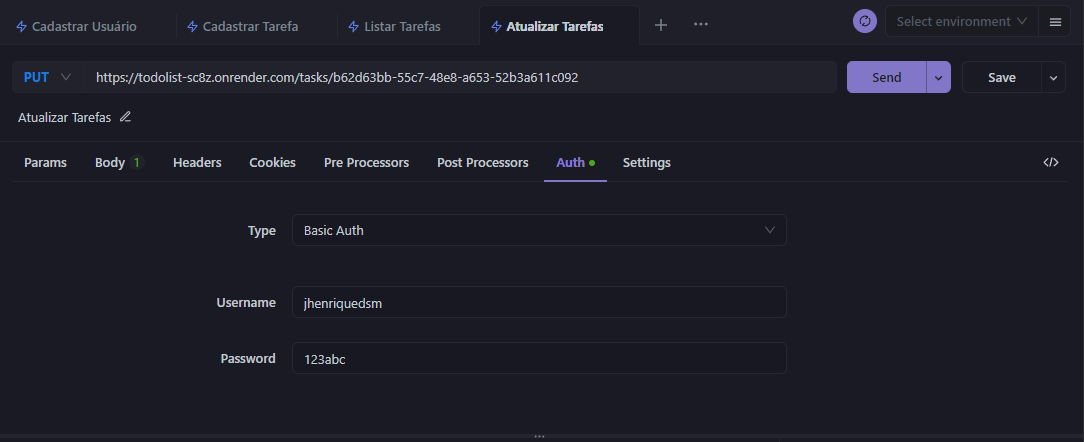 Cadastrar Usuário Cadastrar Tarefa Listar Tarefas Atualizar Tarefas + ... Select environment
PUT https://todolist-sc8z.onrender.com/tasks/b62d63bb-55c7-48e8-a653-52b3a611c092 Send Save
Atualizar Tarefas
Params Body 1 Headers Cookies Pre Processors Post Processors Auth Settings </>
Type Basic Auth
Username jhenriquedsm
Password 123abc
...